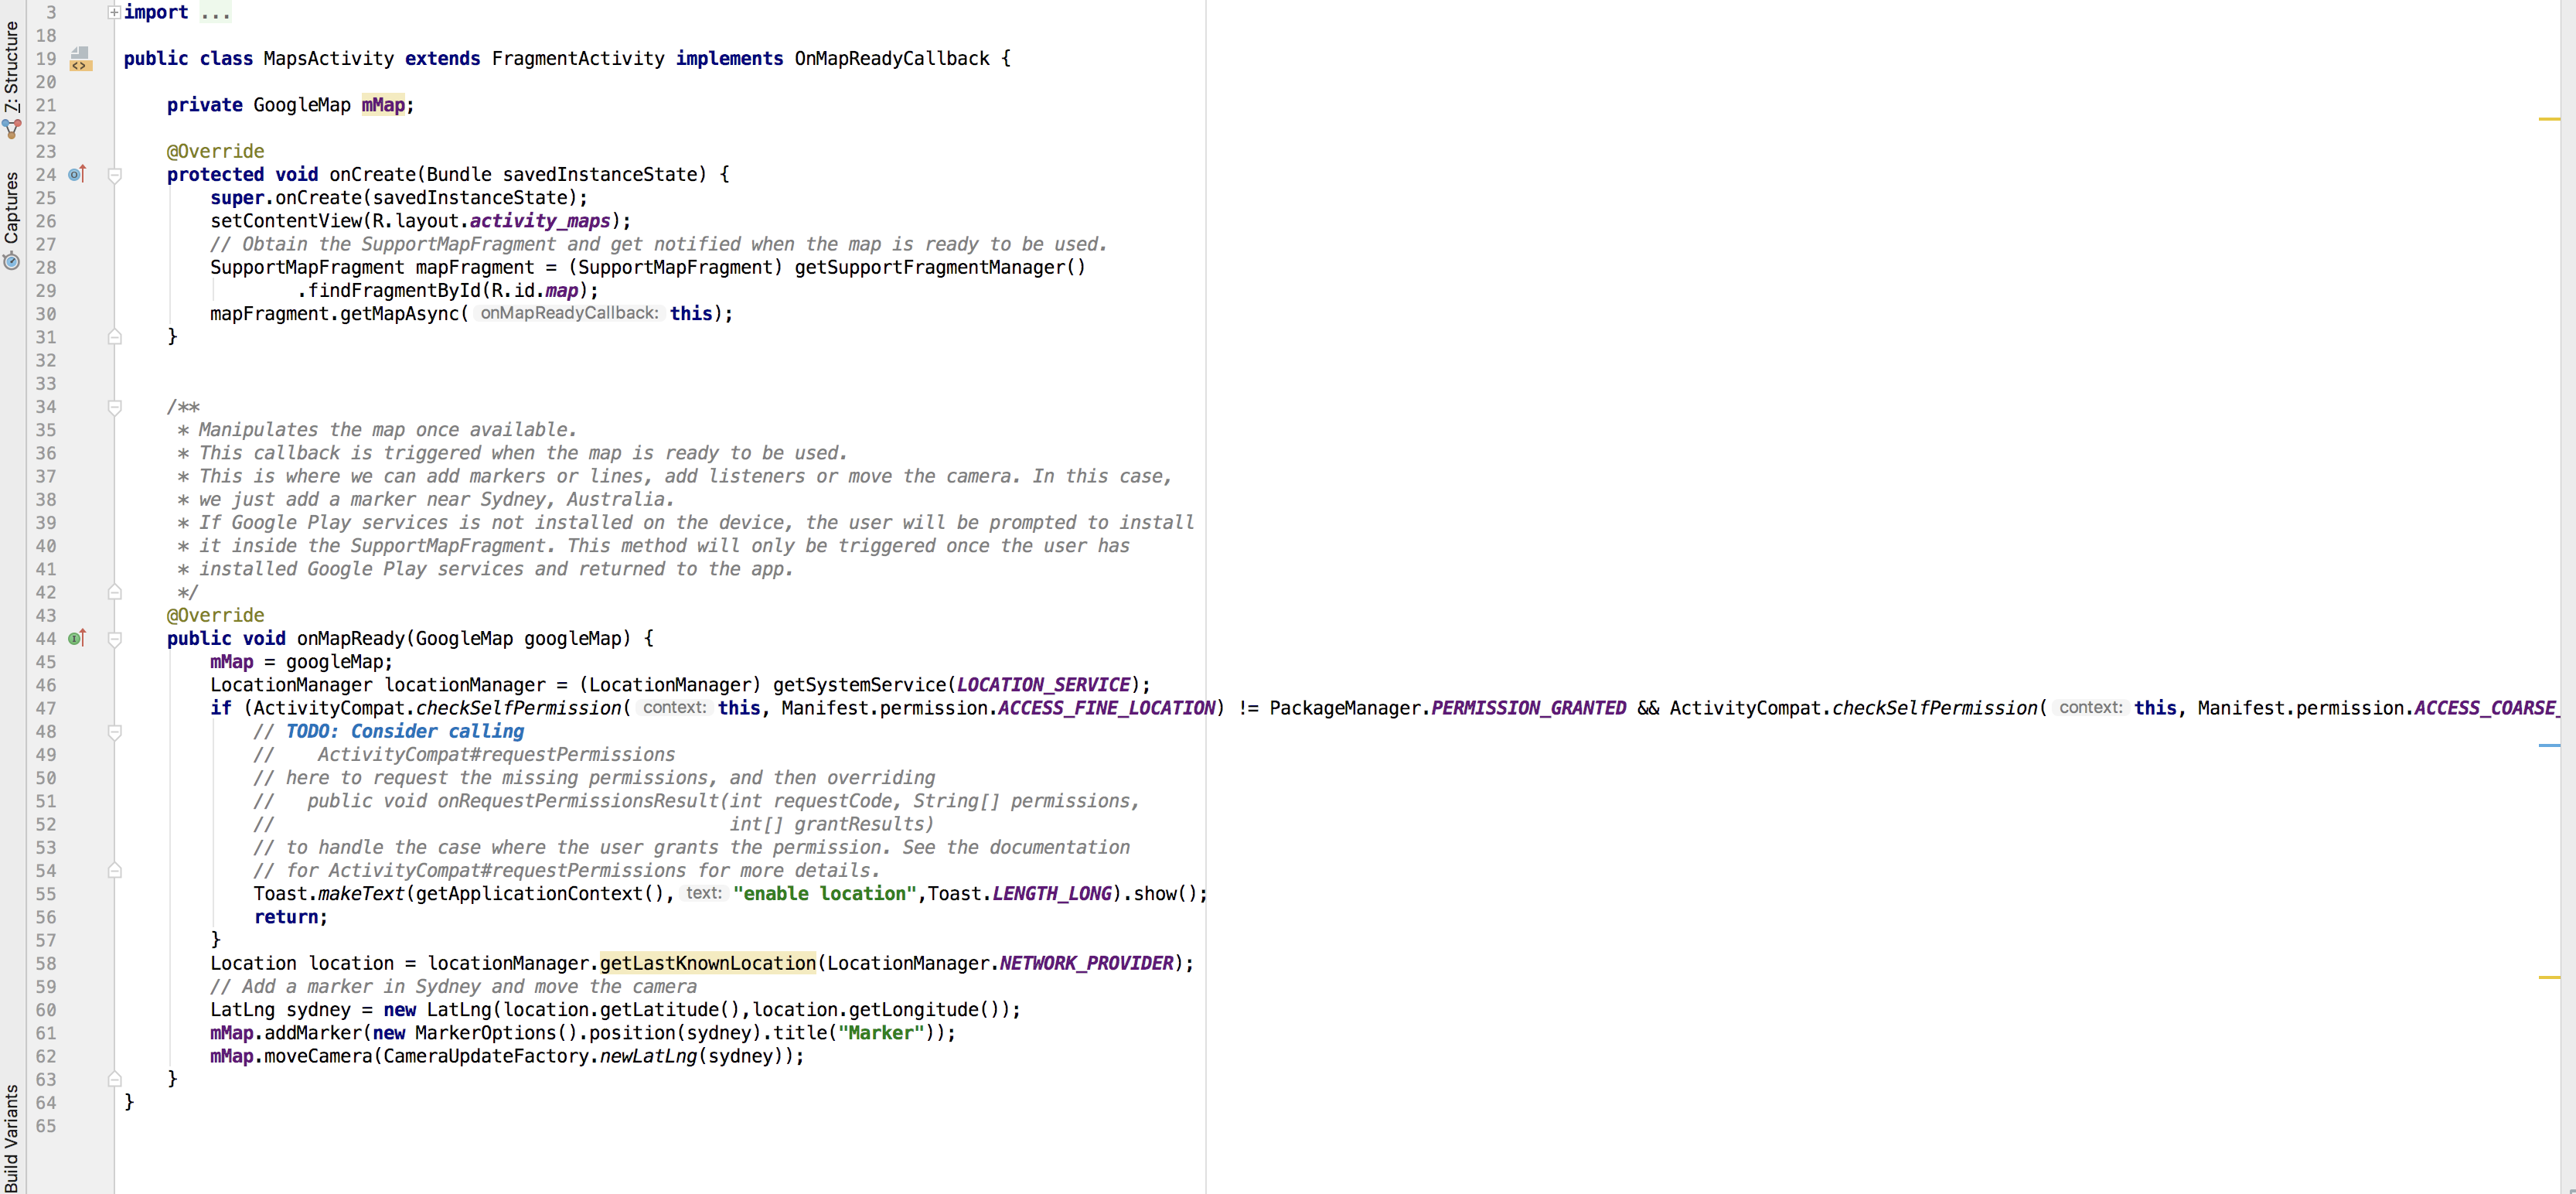 7: Structure
Captures
Build Variants
3 import ...
18
19 public class MapsActivity extends FragmentActivity implements OnMapReadyCallback {
20
21 private GoogleMap mMap;
22
23 @Override
24 protected void onCreate(Bundle savedInstanceState) {
25 super.onCreate(savedInstanceState);
26 setContentView(R.layout.activity_maps);
27 // Obtain the SupportMapFragment and get notified when the map is ready to be used.
28 SupportMapFragment mapFragment = (SupportMapFragment) getSupportFragmentManager()
29 .findFragmentById(R.id.map);
30 mapFragment.getMapAsync( onMapReadyCallback: this);
31 }
32
33
34 /**
35 * Manipulates the map once available.
36 * This callback is triggered when the map is ready to be used.
37 * This is where we can add markers or lines, add listeners or move the camera. In this case,
38 * we just add a marker near Sydney, Australia.
39 * If Google Play services is not installed on the device, the user will be prompted to install
40 * it inside the SupportMapFragment. This method will only be triggered once the user has
41 * installed Google Play services and returned to the app.
42 */
43 @Override
44 public void onMapReady(GoogleMap googleMap) {
45 mMap = googleMap;
46 LocationManager locationManager = (LocationManager) getSystemService(LOCATION_SERVICE);
47 if (ActivityCompat.checkSelfPermission( context: this, Manifest.permission.ACCESS_FINE_LOCATION) != PackageManager.PERMISSION_GRANTED && ActivityCompat.checkSelfPermission( context: this, Manifest.permission.ACCESS_COARSE_
48 // TODO: Consider calling
49 // ActivityCompat#requestPermissions
50 // here to request the missing permissions, and then overriding
51 // public void onRequestPermissionsResult(int requestCode, String[] permissions,
52 // int[] grantResults)
53 // to handle the case where the user grants the permission. See the documentation
54 // for ActivityCompat#requestPermissions for more details.
55 Toast.makeText(getApplicationContext(), text: "enable location",Toast.LENGTH_LONG).show();
56 return;
57 }
58 Location location = locationManager.getLastKnownLocation(LocationManager.NETWORK_PROVIDER);
59 // Add a marker in Sydney and move the camera
60 LatLng sydney = new LatLng(location.getLatitude(),location.getLongitude());
61 mMap.addMarker(new MarkerOptions().position(sydney).title("Marker"));
62 mMap.moveCamera(CameraUpdateFactory.newLatLng(sydney));
63 }
64 }
65